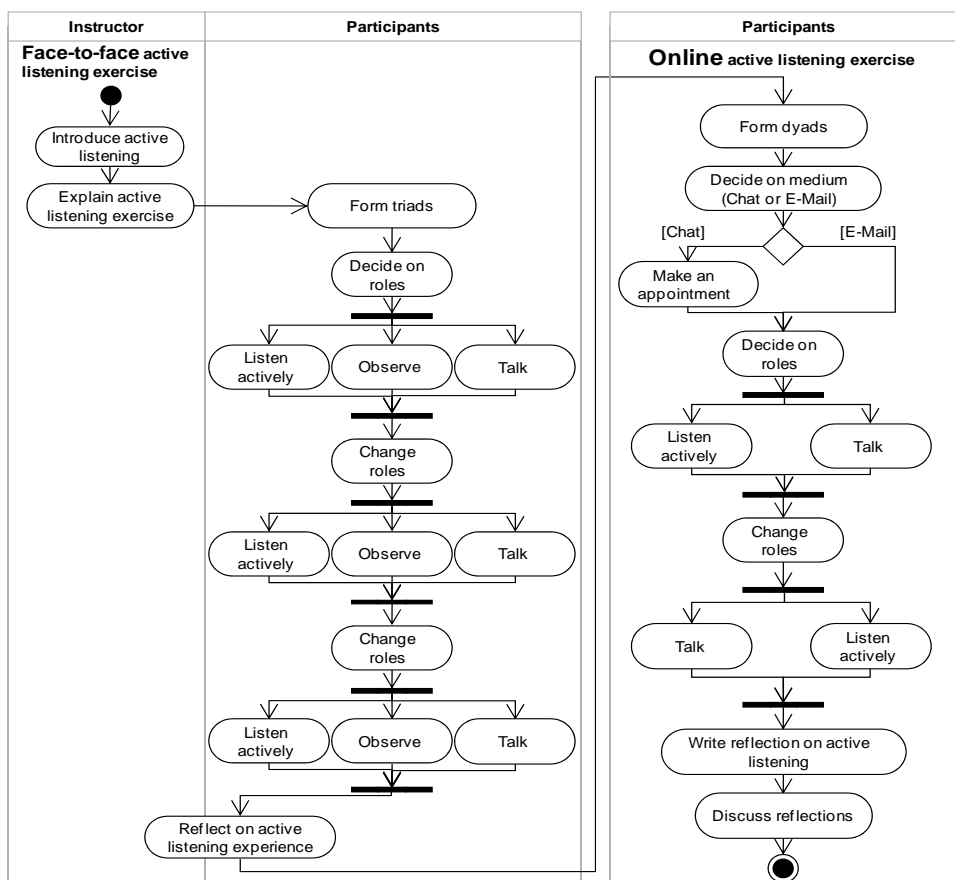 Instructor
Participants
Face-to-face active
listening exercise
Introduce active
listening
Explain active
listening exercise
Form triads
Decide on
roles
Listen
actively
Observe
Talk
Change
roles
Listen
actively
Observe
Talk
Change
roles
Listen
actively
Observe
Talk
Reflect on active
listening experience
Participants
Online active listening exercise
Form dyads
Decide on medium
(Chat or E-Mail)
[Chat]
[E-Mail]
Make an
appointment
Decide on
roles
Listen
actively
Talk
Change
roles
Talk
Listen
actively
Write reflection on active
listening
Discuss reflections